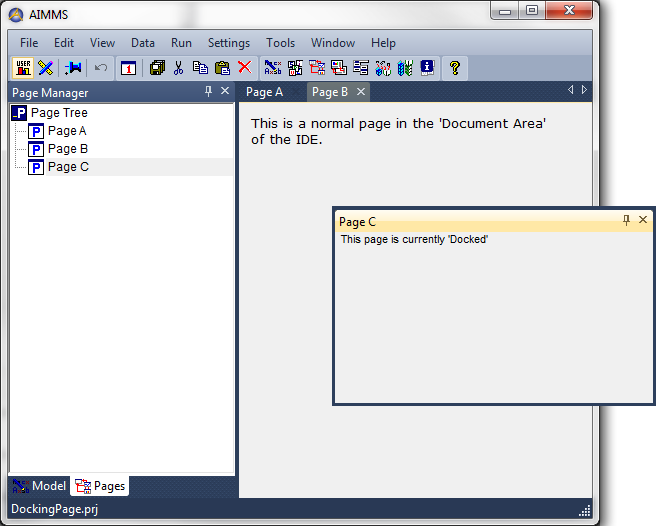 AIMMS
File Edit View Data Run Settings Tools Window Help
Page Manager
Page A Page B
Page Tree
Page A
Page B
Page C
This is a normal page in the 'Document Area'
of the IDE.
Page C
This page is currently 'Docked'
Model Pages
DockingPage.prj